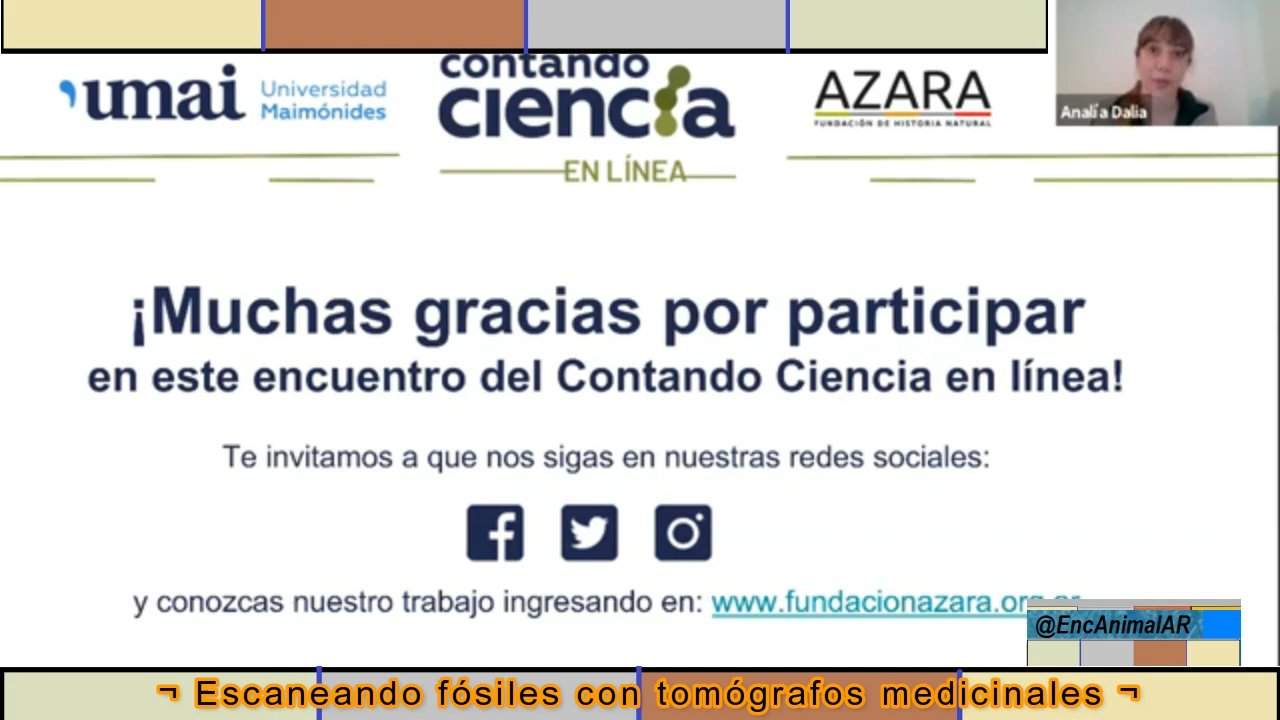 umai
Universidad
Maimónides
contando
ciencia
EN LÍNEA
AZARA
FUNDACIÓN DE HISTORIA NATURAL
Analía Dalia
¡Muchas gracias por participar
en este encuentro del Contando Ciencia en línea!
Te invitamos a que nos sigas en nuestras redes sociales:
y conozcas nuestro trabajo ingresando en: www.fundacionazara.org.ar
@EncAnimalAR
¬ Escaneando fósiles con tomógrafos medicinales ¬